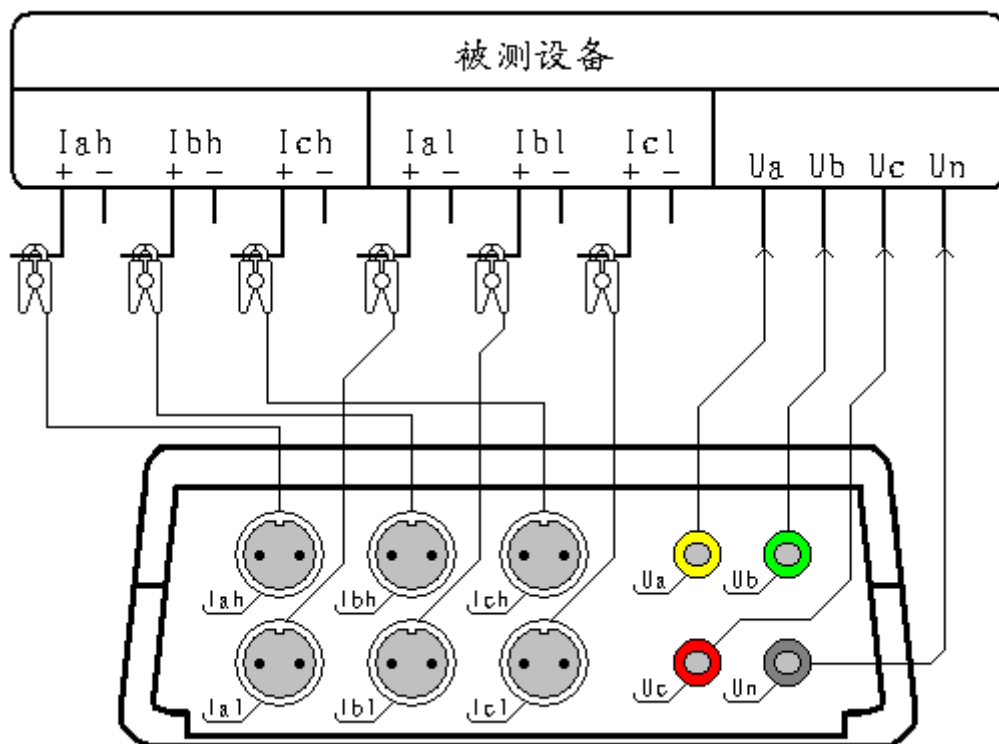 被测设备
Iah Ibh Ich Ial Ibl Icl
+ - + - + - + - + - + -
Ua Ub Uc Un
Iah Ibh Ich Ua Ub
Ial Ibl Icl Uc Un